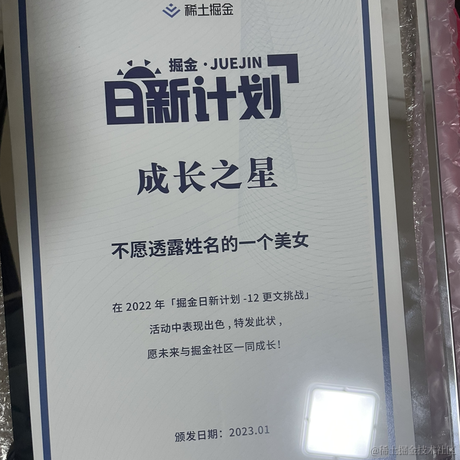 稀土掘金
掘金·JUEJIN
日新计划
成长之星
不愿透露姓名的一个美女
在 2022 年「掘金日新计划 -12 更文挑战」
活动中表现出色,特发此状,
愿未来与掘金社区一同成长!
颁发日期:2023.01
@稀土掘金技术社区